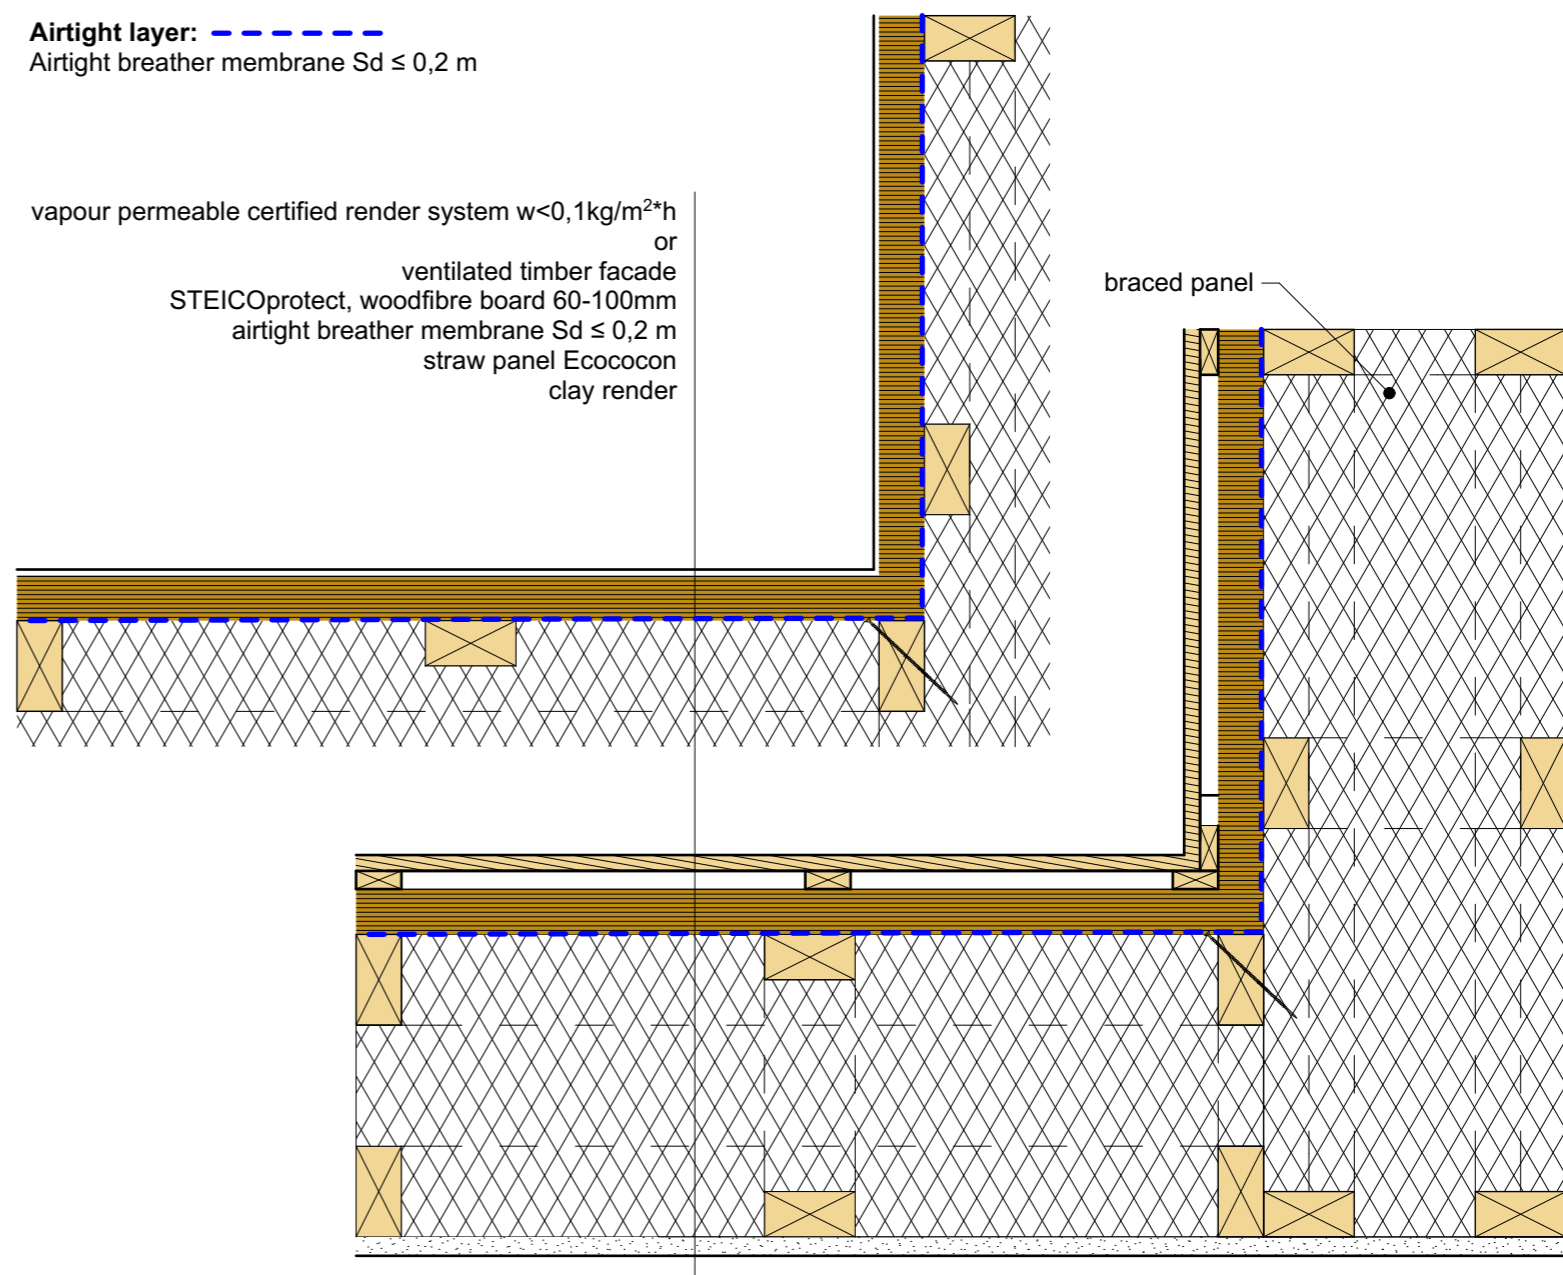 Airtight layer:
Airtight breather membrane Sd ≤ 0,2 m
vapour permeable certified render system w<0,1kg/m²*h
or
ventilated timber facade
STEICOprotect, woodfibre board 60-100mm
airtight breather membrane Sd ≤ 0,2 m
straw panel Ecococon
clay render
braced panel